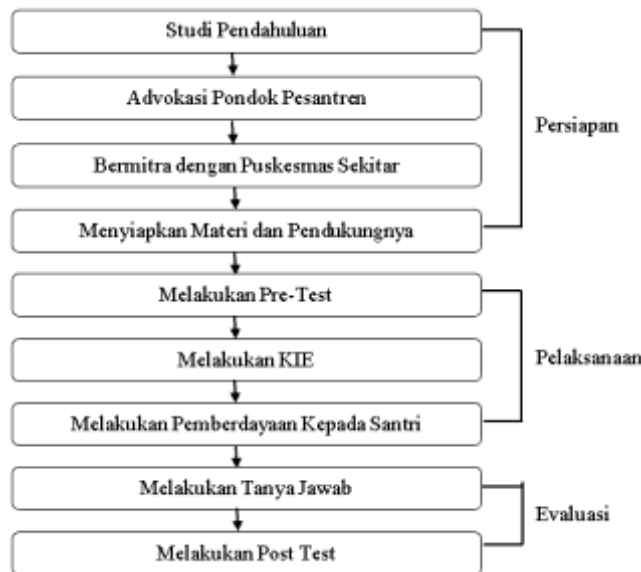 Studi Pendahuluan
Advokasi Pondok Pesantren
Persiapan
Bermitra dengan Puskesmas Sekitar
Menyiapkan Materi dan Pendukungnya
Melakukan Pre-Test
Melakukan KIE
Pelaksanaan
Melakukan Pemberdayaan Kepada Santri
Melakukan Tanya Jawab
Evaluasi
Melakukan Post Test